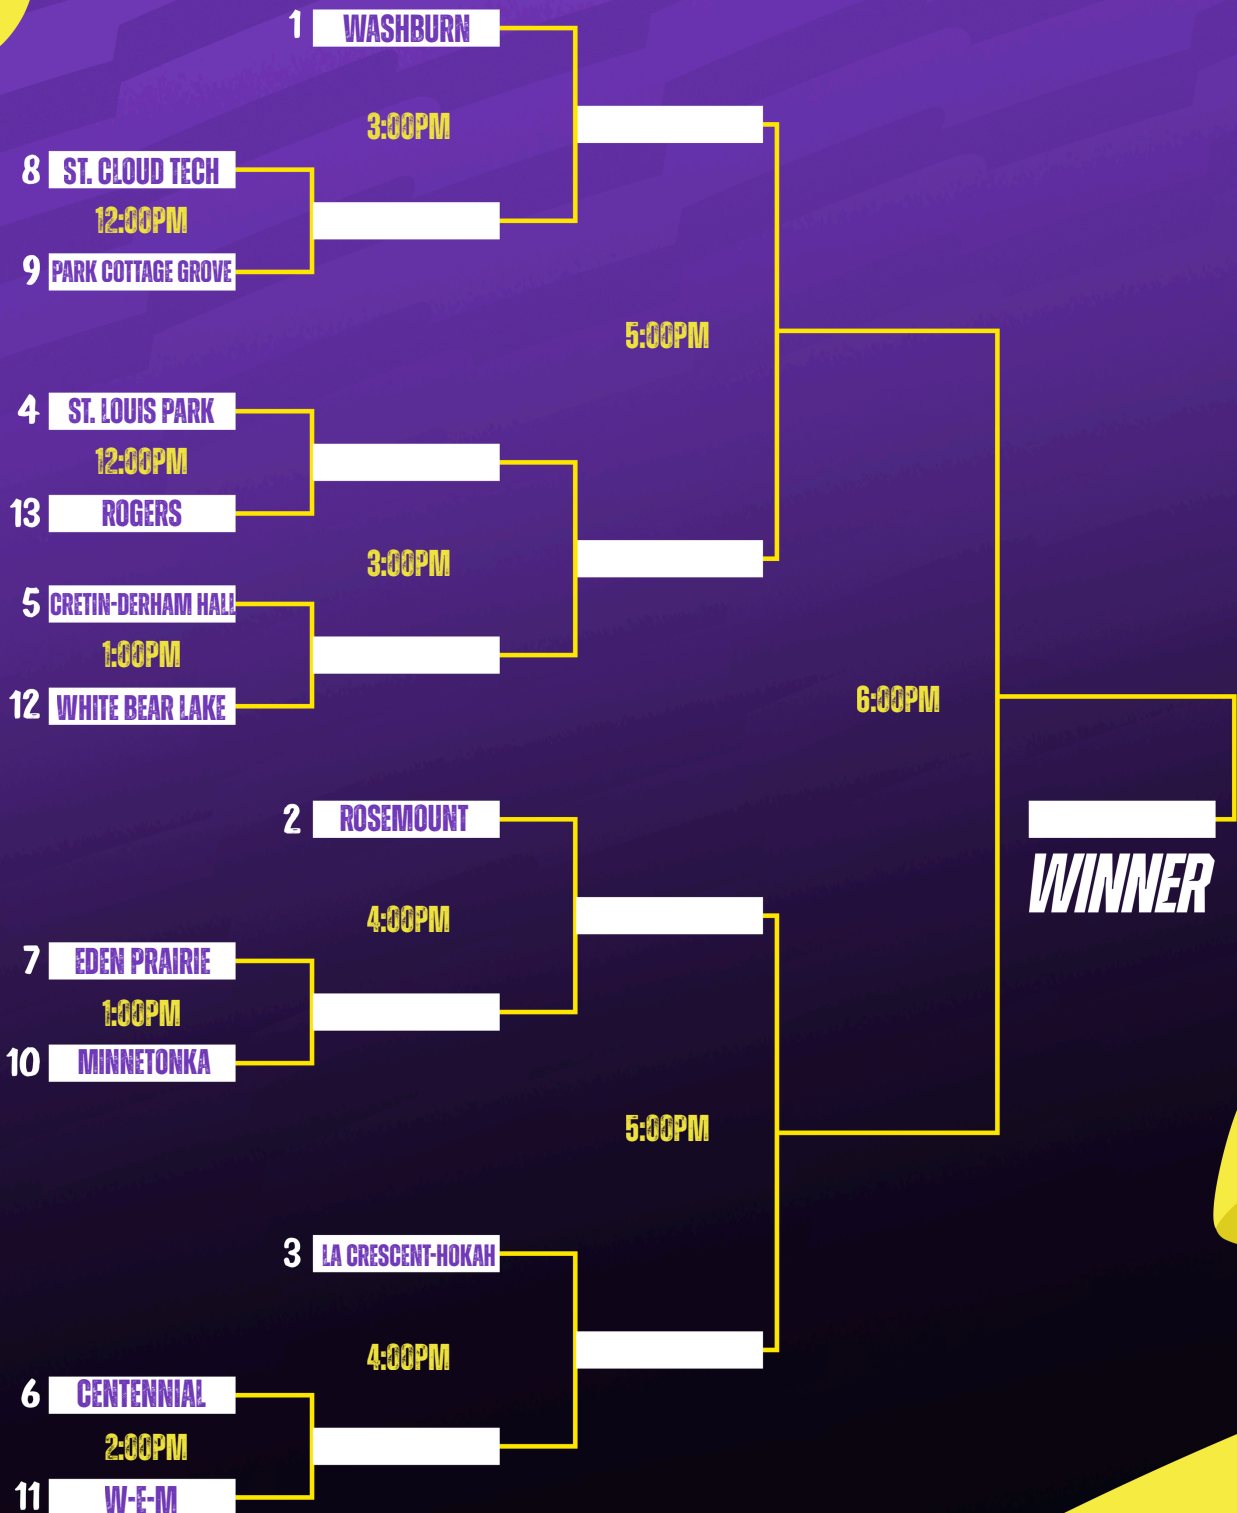 1 WASHBURN
3:00PM
8 ST. CLOUD TECH
12:00PM
9 PARK COTTAGE GROVE
5:00PM
4 ST. LOUIS PARK
12:00PM
13 ROGERS
3:00PM
5 CRETIN-DERHAM HALL
1:00PM
12 WHITE BEAR LAKE
6:00PM
2 ROSEMOUNT
WINNER
4:00PM
7 EDEN PRAIRIE
1:00PM
10 MINNETONKA
5:00PM
3 LA CRESCENT-HOKAH
4:00PM
6 CENTENNIAL
2:00PM
11 W-E-M